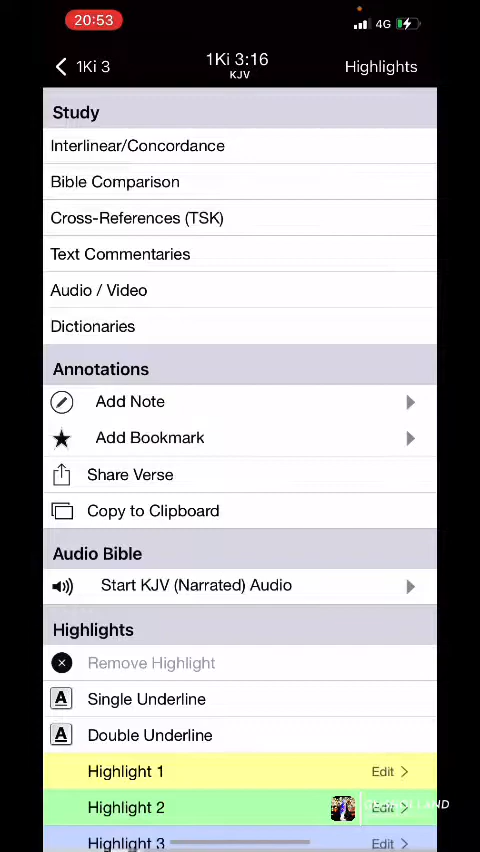 20:53
4G
1Ki 3
1Ki 3:16
KJV
Highlights
Study
Interlinear/Concordance
Bible Comparison
Cross-References (TSK)
Text Commentaries
Audio / Video
Dictionaries
Annotations
Add Note
Add Bookmark
Share Verse
Copy to Clipboard
Audio Bible
Start KJV (Narrated) Audio
Highlights
Remove Highlight
A Single Underline
A Double Underline
Highlight 1 Edit
Highlight 2 Edit
Highlight 3 Edit